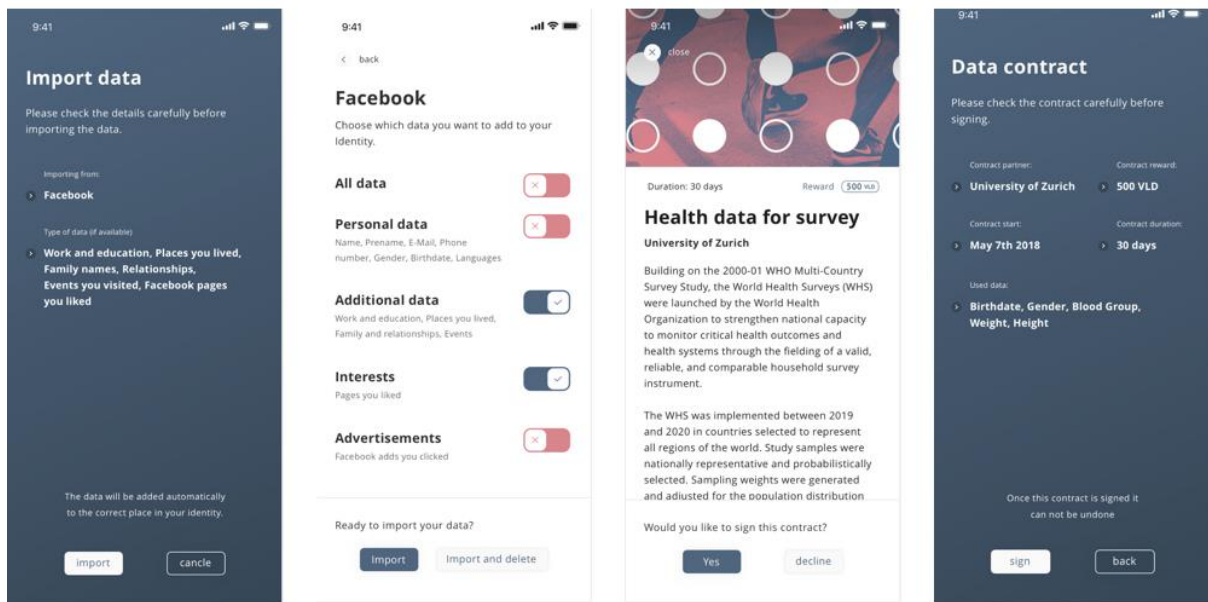 9:41
Import data
Please check the details carefully before
importing the data.
Importing from:
Facebook
Type of data (if available)
Work and education, Places you lived,
Family names, Relationships,
Events you visited, Facebook pages
you liked
The data will be added automatically
to the correct place in your identity.
import
cancle
9:41
back
Facebook
Choose which data you want to add to your
Identity.
All data
Personal data
Name, Prename, E-Mail, Phone
number, Gender, Birthdate, Languages
Additional data
Work and education, Places you lived,
Family and relationships, Events
Interests
Pages you liked
Advertisements
Facebook adds you clicked
Ready to import your data?
Import
Import and delete
9:41
close
Duration: 30 days
Reward 500 VLD
Health data for survey
University of Zurich
Building on the 2000-01 WHO Multi-Country
Survey Study, the World Health Surveys (WHS)
were launched by the World Health
Organization to strengthen national capacity
to monitor critical health outcomes and
health systems through the fielding of a valid,
reliable, and comparable household survey
instrument.
The WHS was implemented between 2019
and 2020 in countries selected to represent
all regions of the world. Study samples were
nationally representative and probabilistically
selected. Sampling weights were generated
and adjusted for the population distribution
Would you like to sign this contract?
Yes
decline
9:41
Data contract
Please check the contract carefully before
signing.
Contract partner:
University of Zurich
Contract reward:
500 VLD
Contract start:
May 7th 2018
Contract duration:
30 days
Used data:
Birthdate, Gender, Blood Group,
Weight, Height
Once this contract is signed it
can not be undone
sign
back